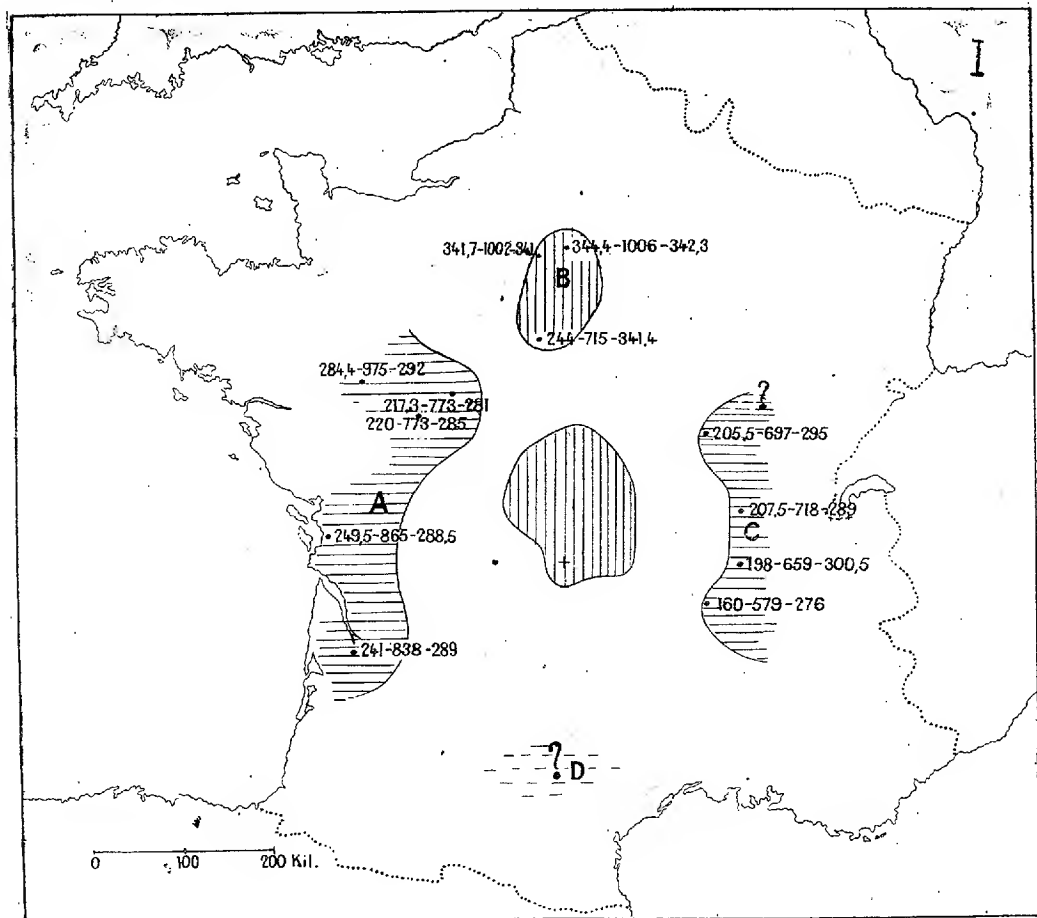 I
341,7-1002-341
344,4-1006-342,3
B
244-715-341,4
284,4-975-292
217,3-773-281
220-773-285
?
205,5-697-295
A
207,5-718-289
249,5-865-288,5
C
198-659-300,5
160-579-276
241-838-289
? D
0 100 200 Kil.